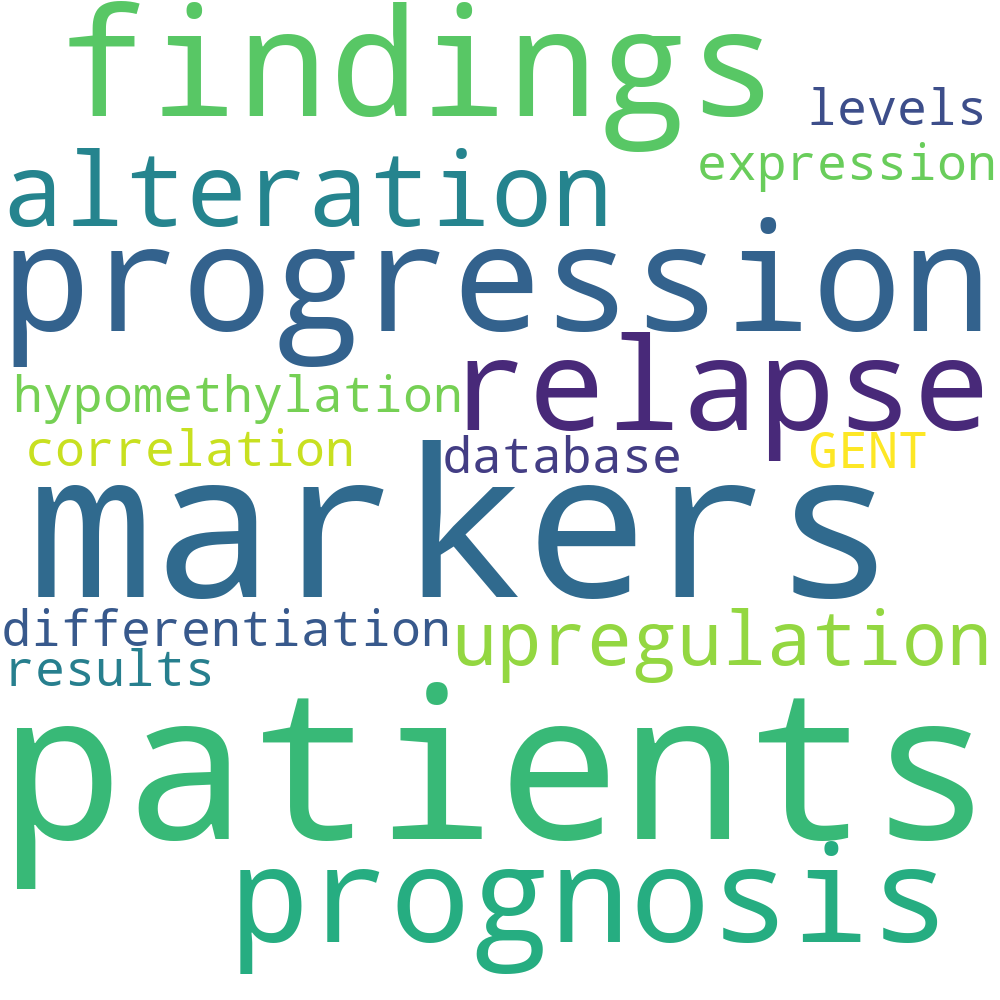 findings
levels
expression
alteration
progression
relapse
hypomethylation
correlation
database
GENT
markers
differentiation
upregulation
results
patients
prognosis